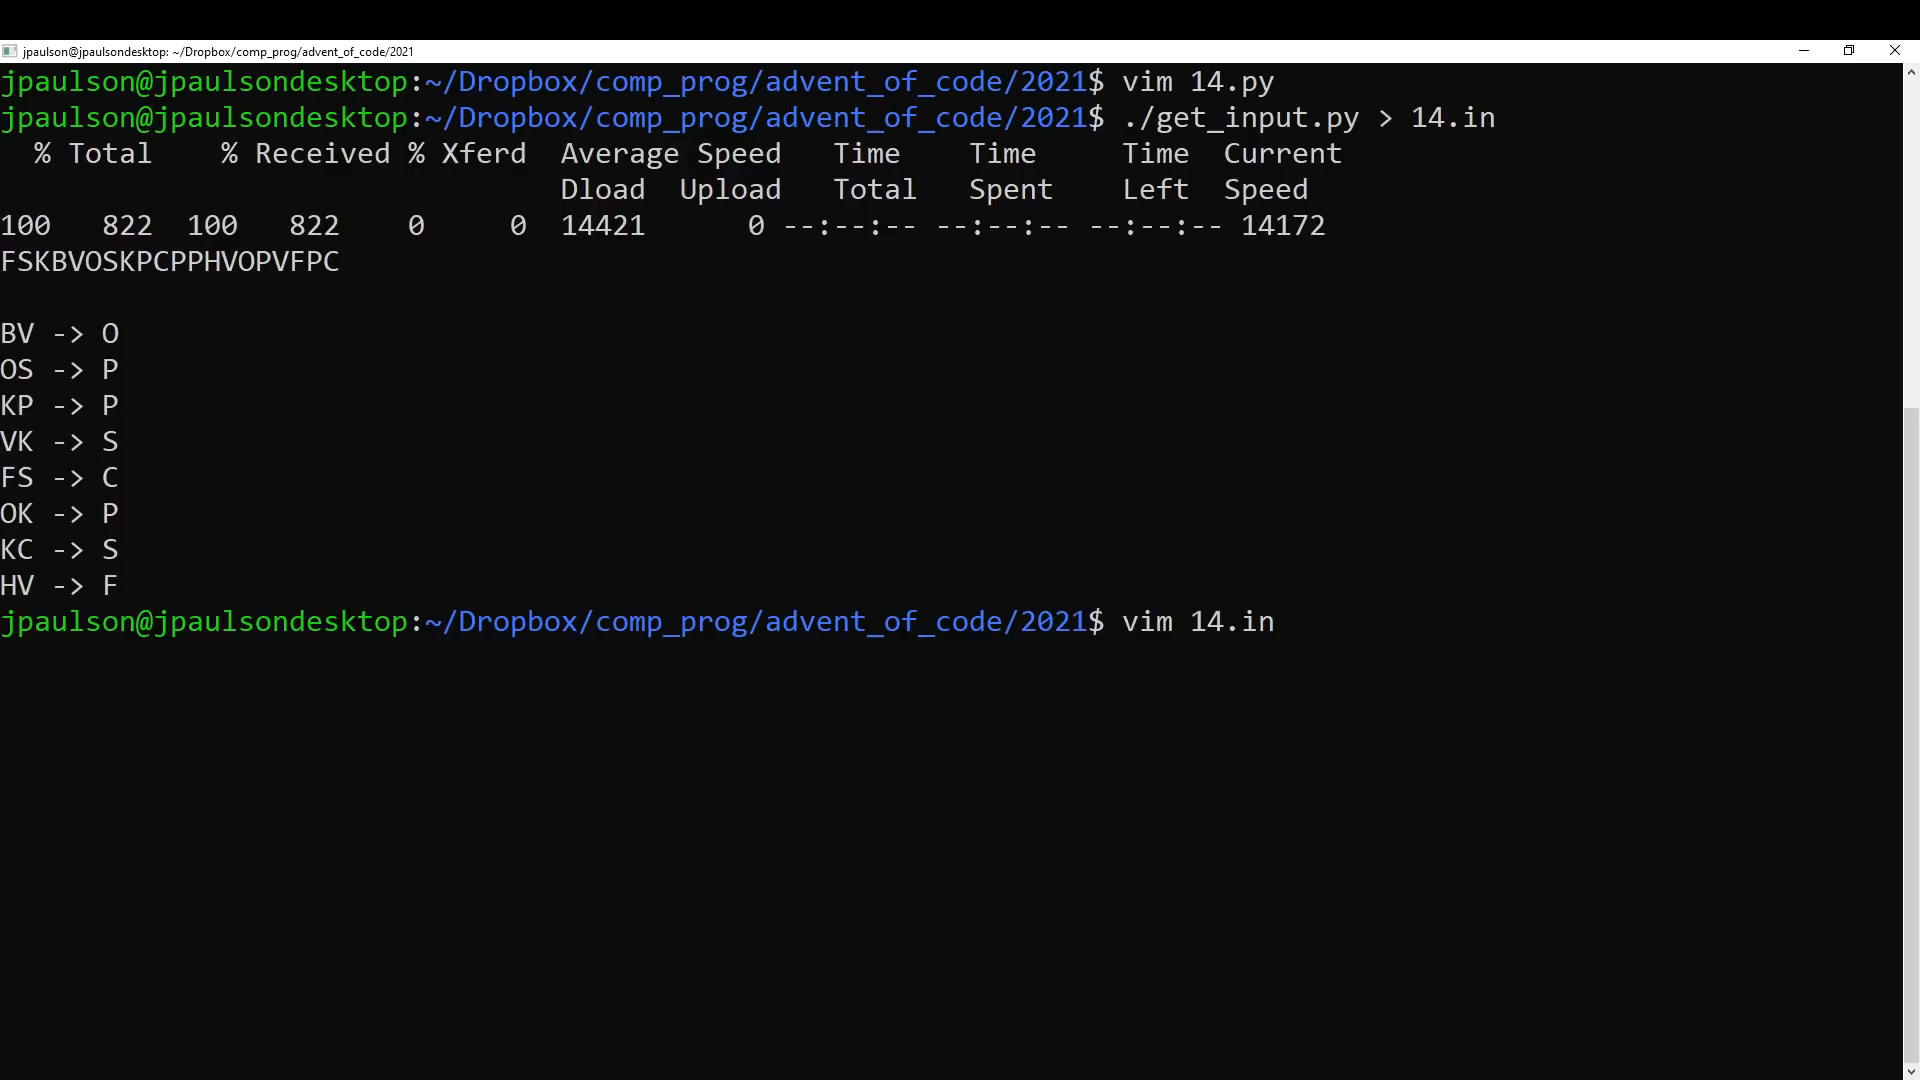 jpaulson@jpaulsondesktop: ~/Dropbox/comp_prog/advent_of_code/2021
jpaulson@jpaulsondesktop:~/Dropbox/comp_prog/advent_of_code/2021$ vim 14.py
jpaulson@jpaulsondesktop:~/Dropbox/comp_prog/advent_of_code/2021$ ./get_input.py > 14.in
  % Total    % Received % Xferd  Average Speed   Time    Time     Time  Current
                                 Dload  Upload   Total   Spent    Left  Speed
100   822  100   822    0     0  14421      0 --:--:-- --:--:-- --:--:-- 14172
FSKBVOSKPCPPHVOPVFPC
BV -> O
OS -> P
KP -> P
VK -> S
FS -> C
OK -> P
KC -> S
HV -> F
jpaulson@jpaulsondesktop:~/Dropbox/comp_prog/advent_of_code/2021$ vim 14.in